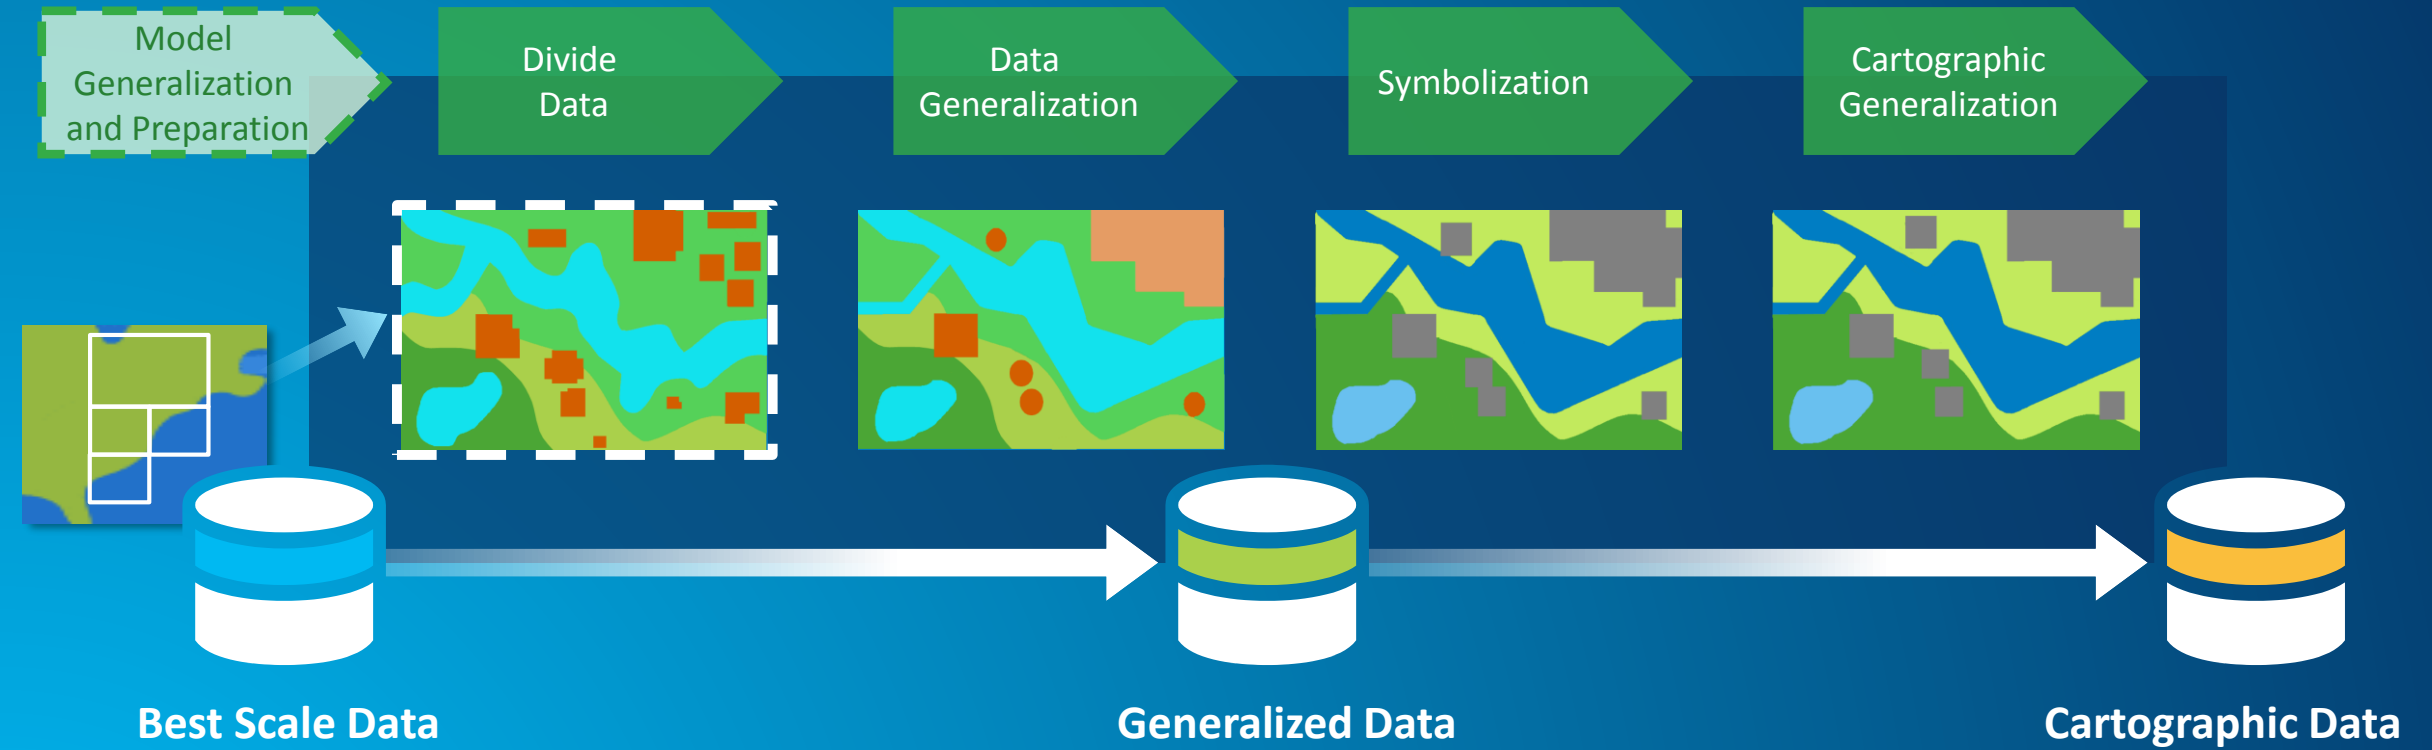 Model
Generalization
and Preparation
Divide
Data
Data
Generalization
Symbolization
Cartographic
Generalization
Best Scale Data
Generalized Data
Cartographic Data